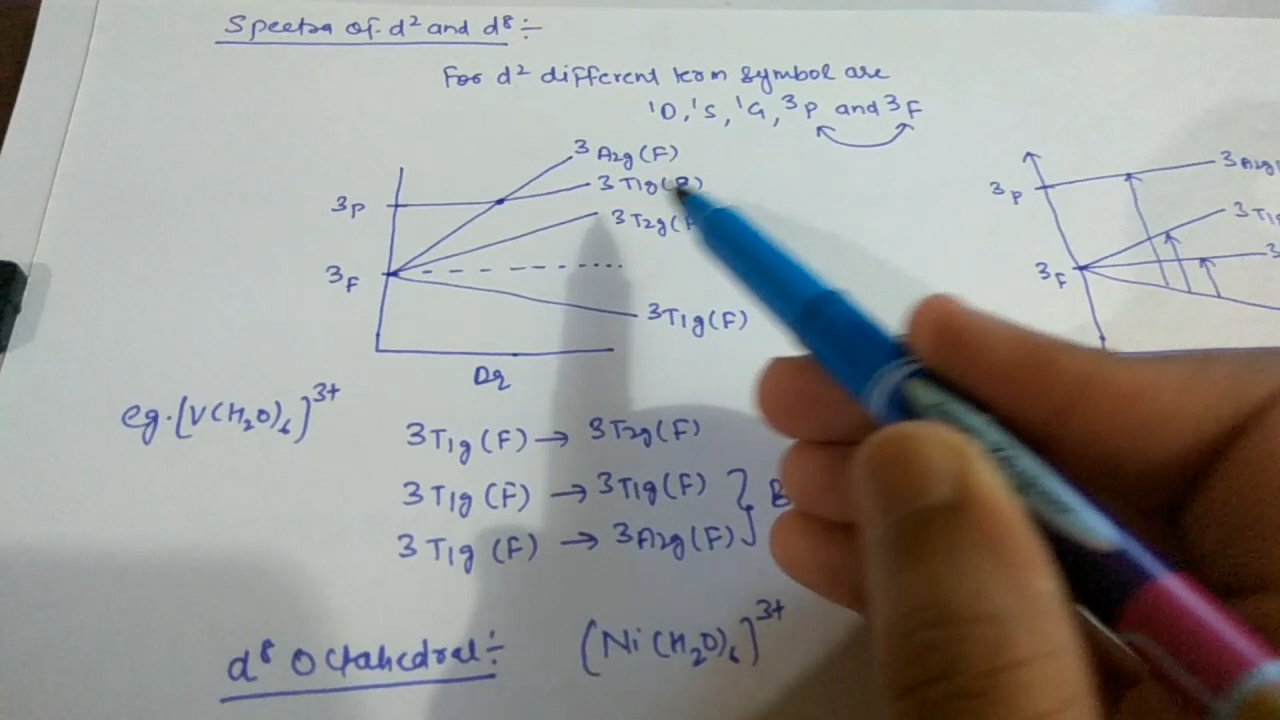 Spectra of d² and d⁸ ÷
For d² different term symbol are
¹D, ¹S, ¹G, ³P and ³F
³A₂g(F)
³T₁g(P)
³T₂g(
³P
³F
³T₁g(F)
Dq
³P
³F
eg. [V(H₂O)₆]³⁺
³T₁g(F) → ³T₂g(F)
³T₁g(F) → ³T₁g(F)
³T₁g(F) → ³A₂g(F)
d⁸ Octahedral ÷ (Ni(H₂O)₆]³⁺